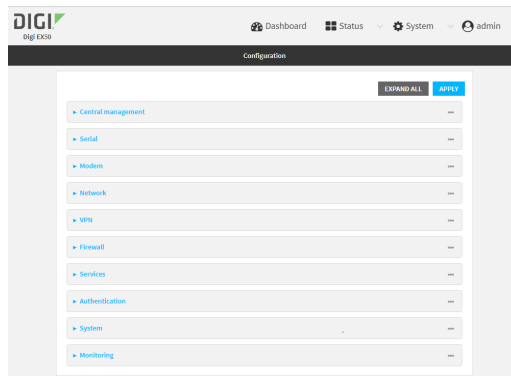 DIGI
Digi EX50
Dashboard Status System admin
Configuration
EXPAND ALL APPLY
Central management
Serial
Modem
Network
VPN
Firewall
Services
Authentication
System
Monitoring